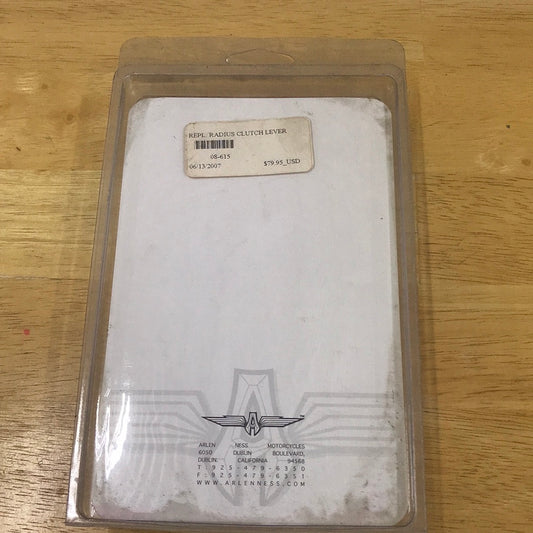 REPL. RADIUS CLUTCH LEVER
08-615
06/13/2007 $79.95 USD
ARLEN NESS MOTORCYCLES
6050 DUBLIN BOULEVARD,
DUBLIN, CALIFORNIA 94568
T: 925-479-6350
F: 925-479-6351
WWW.ARLENNESS.COM